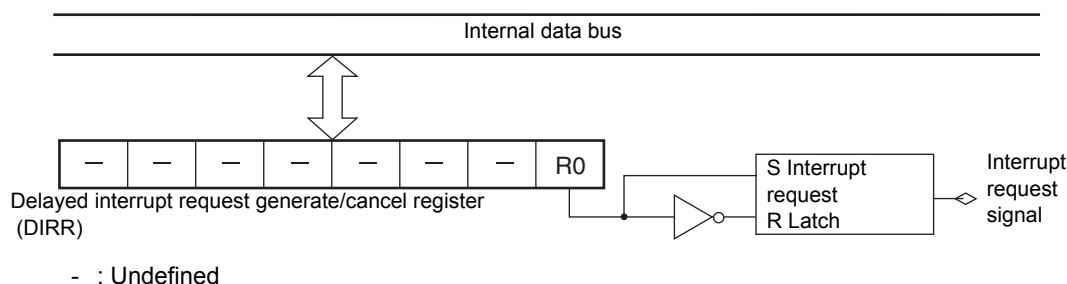 Internal data bus
— — — — — — — R0
Delayed interrupt request generate/cancel register
(DIRR)
S Interrupt
request
R Latch
Interrupt
request
signal
- : Undefined